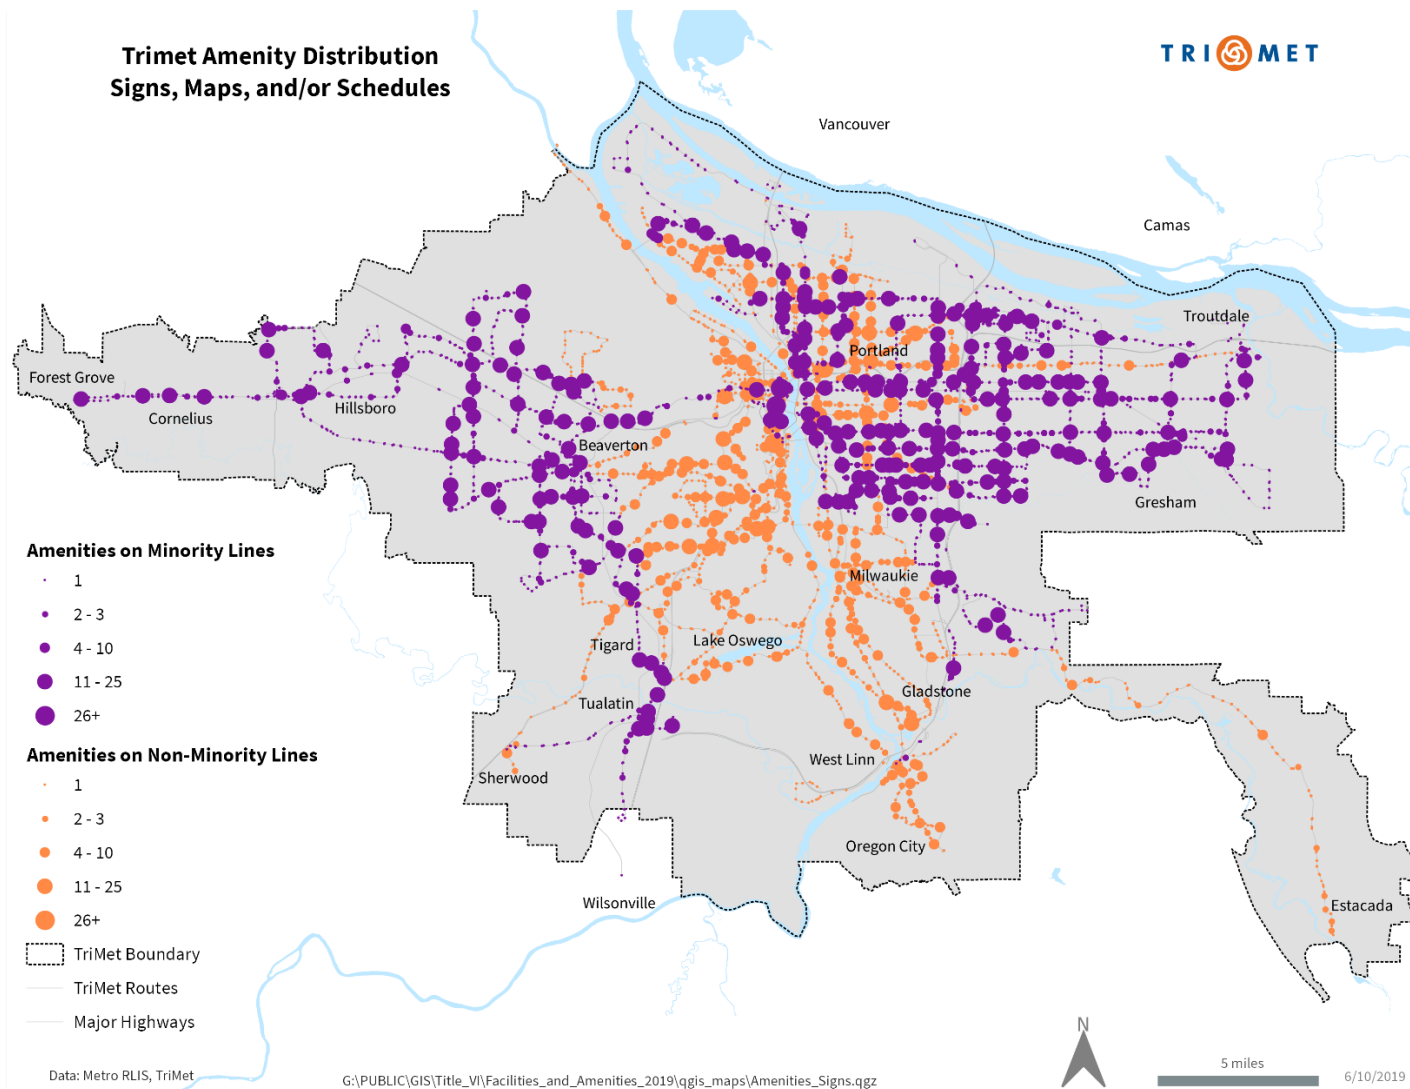 Trimet Amenity Distribution
Signs, Maps, and/or Schedules
TRI MET
Vancouver
Camas
Troutdale
Portland
Forest Grove
Cornelius
Hillsboro
Beaverton
Gresham
Milwaukie
Tigard
Lake Oswego
Gladstone
Tualatin
West Linn
Sherwood
Oregon City
Wilsonville
Estacada
Amenities on Minority Lines
1
2 - 3
4 - 10
11 - 25
26+
Amenities on Non-Minority Lines
1
2 - 3
4 - 10
11 - 25
26+
TriMet Boundary
TriMet Routes
Major Highways
N
5 miles
Data: Metro RLIS, TriMet
G:\PUBLIC\GIS\Title_VI\Facilities_and_Amenities_2019\qgis_maps\Amenities_Signs.qgz
6/10/2019